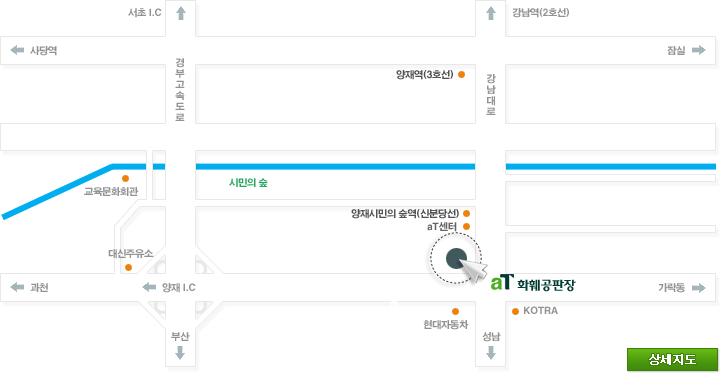 서초 I.C
강남역(2호선)
사당역
잠실
경부고속도로
양재역(3호선)
강남대로
교육문화회관
시민의 숲
양재시민의 숲역(신분당선)
aT센터
대신주유소
aT 화훼공판장
과천
양재 I.C
가락동
현대자동차
KOTRA
부산
성남
상세지도